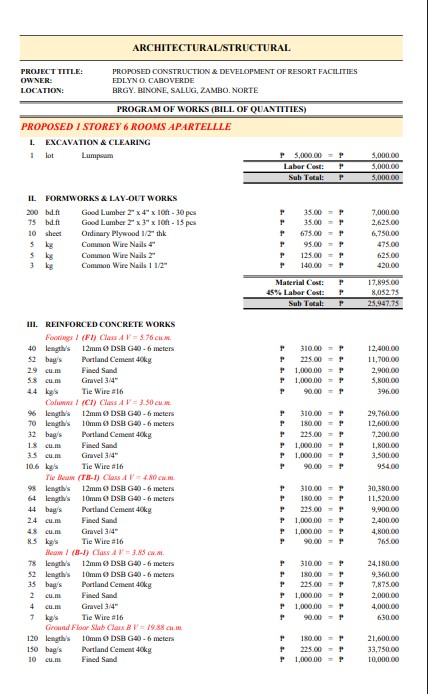 ARCHITECTURAL/STRUCTURAL
PROJECT TITLE: PROPOSED CONSTRUCTION & DEVELOPMENT OF RESORT FACILITIES
OWNER: EDLYN O. CABOVERDE
LOCATION: BRGY. BINONE, SALUG, ZAMBO. NORTE
PROGRAM OF WORKS (BILL OF QUANTITIES)
PROPOSED 1 STOREY 6 ROOMS APARTELLLE
I. EXCAVATION & CLEARING
1 lot Lumpsum ₱ 5,000.00 = ₱ 5,000.00
Labor Cost: ₱ 5,000.00
Sub Total: ₱ 5,000.00
II. FORMWORKS & LAY-OUT WORKS
200 bd.ft Good Lumber 2" x 4" x 10ft - 30 pcs ₱ 35.00 = ₱ 7,000.00
75 bd.ft Good Lumber 2" x 3" x 10ft - 15 pcs ₱ 35.00 = ₱ 2,625.00
10 sheet Ordinary Plywood 1/2" thk ₱ 675.00 = ₱ 6,750.00
5 kg Common Wire Nails 4" ₱ 95.00 = ₱ 475.00
5 kg Common Wire Nails 2" ₱ 125.00 = ₱ 625.00
3 kg Common Wire Nails 1 1/2" ₱ 140.00 = ₱ 420.00
Material Cost: ₱ 17,895.00
45% Labor Cost: ₱ 8,052.75
Sub Total: ₱ 25,947.75
III. REINFORCED CONCRETE WORKS
Footings 1 (F1) Class A V = 5.76 cu.m.
40 length/s 12mm Ø DSB G40 - 6 meters ₱ 310.00 = ₱ 12,400.00
52 bag/s Portland Cement 40kg ₱ 225.00 = ₱ 11,700.00
2.9 cu.m Fined Sand ₱ 1,000.00 = ₱ 2,900.00
5.8 cu.m Gravel 3/4" ₱ 1,000.00 = ₱ 5,800.00
4.4 kg/s Tie Wire #16 ₱ 90.00 = ₱ 396.00
Columns 1 (C1) Class A V = 3.50 cu.m.
96 length/s 12mm Ø DSB G40 - 6 meters ₱ 310.00 = ₱ 29,760.00
70 length/s 10mm Ø DSB G40 - 6 meters ₱ 180.00 = ₱ 12,600.00
32 bag/s Portland Cement 40kg ₱ 225.00 = ₱ 7,200.00
1.8 cu.m Fined Sand ₱ 1,000.00 = ₱ 1,800.00
3.5 cu.m Gravel 3/4" ₱ 1,000.00 = ₱ 3,500.00
10.6 kg/s Tie Wire #16 ₱ 90.00 = ₱ 954.00
Tie Beam (TB-1) Class A V = 4.80 cu.m.
98 length/s 12mm Ø DSB G40 - 6 meters ₱ 310.00 = ₱ 30,380.00
64 length/s 10mm Ø DSB G40 - 6 meters ₱ 180.00 = ₱ 11,520.00
44 bag/s Portland Cement 40kg ₱ 225.00 = ₱ 9,900.00
2.4 cu.m Fined Sand ₱ 1,000.00 = ₱ 2,400.00
4.8 cu.m Gravel 3/4" ₱ 1,000.00 = ₱ 4,800.00
8.5 kg/s Tie Wire #16 ₱ 90.00 = ₱ 765.00
Beam 1 (B-1) Class A V = 3.85 cu.m.
78 length/s 12mm Ø DSB G40 - 6 meters ₱ 310.00 = ₱ 24,180.00
52 length/s 10mm Ø DSB G40 - 6 meters ₱ 180.00 = ₱ 9,360.00
35 bag/s Portland Cement 40kg ₱ 225.00 = ₱ 7,875.00
2 cu.m Fined Sand ₱ 1,000.00 = ₱ 2,000.00
4 cu.m Gravel 3/4" ₱ 1,000.00 = ₱ 4,000.00
7 kg/s Tie Wire #16 ₱ 90.00 = ₱ 630.00
Ground Floor Slab Class B V = 19.88 cu.m.
120 length/s 10mm Ø DSB G40 - 6 meters ₱ 180.00 = ₱ 21,600.00
150 bag/s Portland Cement 40kg ₱ 225.00 = ₱ 33,750.00
10 cu.m Fined Sand ₱ 1,000.00 = ₱ 10,000.00